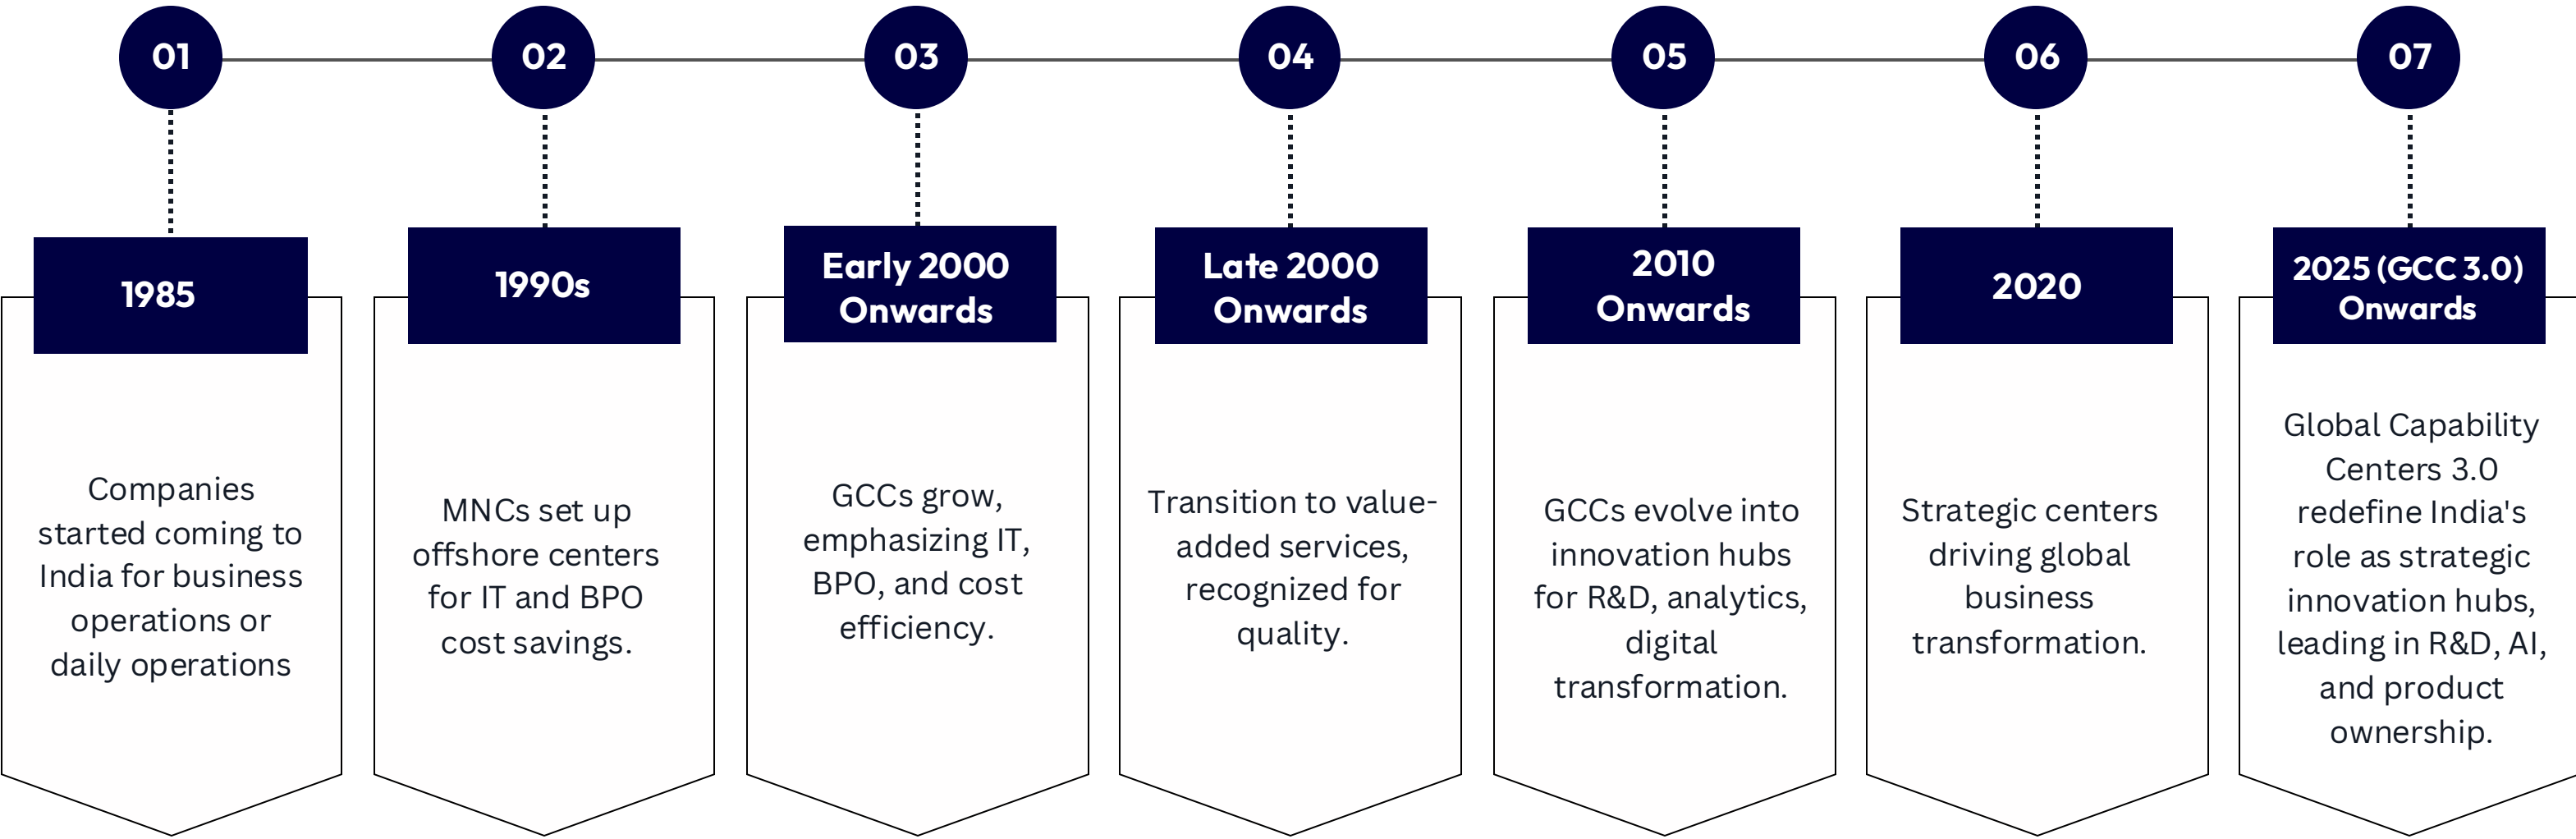 01
02
03
04
05
06
07
1985
Companies
started coming to
India for business
operations or
daily operations
1990s
MNCs set up
offshore centers
for IT and BPO
cost savings.
Early 2000
Onwards
GCCs grow,
emphasizing IT,
BPO, and cost
efficiency.
Late 2000
Onwards
Transition to value-
added services,
recognized for
quality.
2010
Onwards
GCCs evolve into
innovation hubs
for R&D, analytics,
digital
transformation.
2020
Strategic centers
driving global
business
transformation.
2025 (GCC 3.0)
Onwards
Global Capability
Centers 3.0
redefine India's
role as strategic
innovation hubs,
leading in R&D, AI,
and product
ownership.